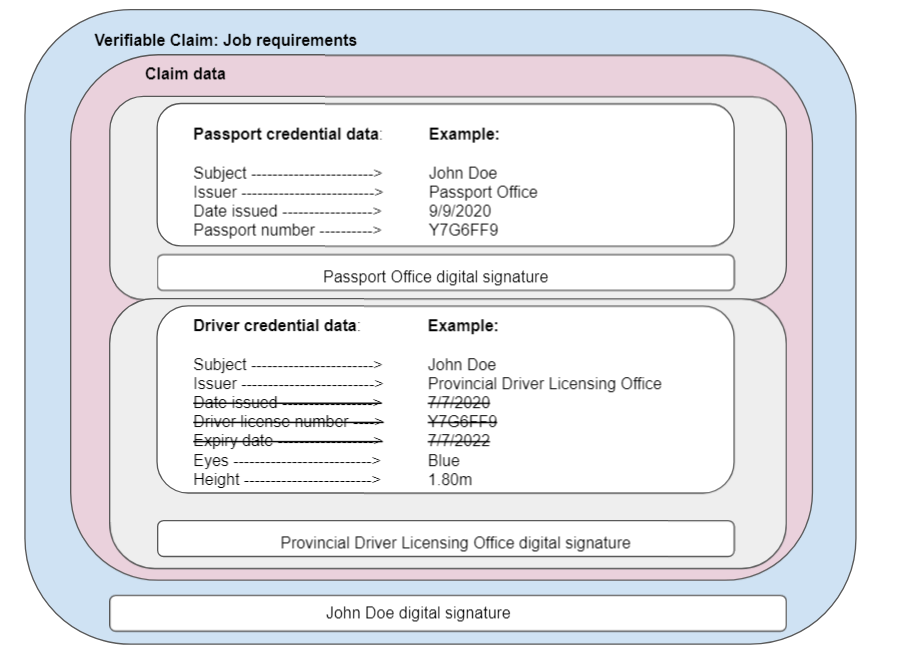 Verifiable Claim: Job requirements
Claim data
Passport credential data: Example:
Subject -----------------------> John Doe
Issuer -------------------------> Passport Office
Date issued -----------------> 9/9/2020
Passport number ----------> Y7G6FF9
Passport Office digital signature
Driver credential data: Example:
Subject -----------------------> John Doe
Issuer -------------------------> Provincial Driver Licensing Office
Date issued -----------------> 7/7/2020
Driver license number ----> Y7G6FF9
Expiry date ------------------> 7/7/2022
Eyes --------------------------> Blue
Height ------------------------> 1.80m
Provincial Driver Licensing Office digital signature
John Doe digital signature